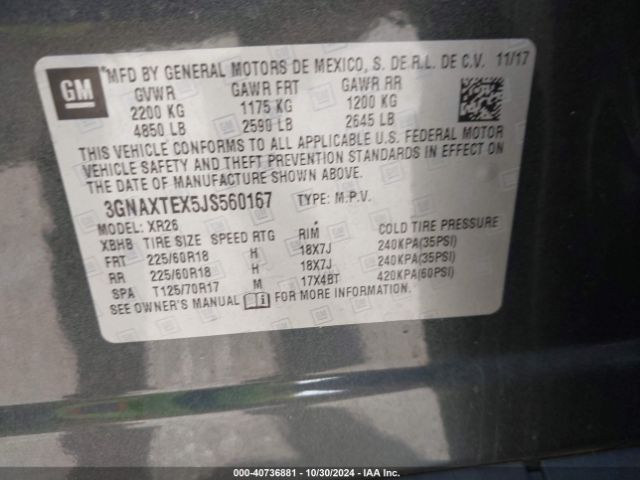 GM
*MFD BY GENERAL MOTORS DE MEXICO, S. DE R.L. DE C.V. 11/17
GVWR GAWR FRT GAWR RR
2200 KG 1175 KG 1200 KG
4850 LB 2590 LB 2645 LB
THIS VEHICLE CONFORMS TO ALL APPLICABLE U.S. FEDERAL MOTOR
VEHICLE SAFETY AND THEFT PREVENTION STANDARDS IN EFFECT ON
THE DATE OF MANUFACTURE SHOWN ABOVE.
3GNAXTEX5JS560167 TYPE: M.P.V.
MODEL: XR26
XBHB TIRE SIZE SPEED RTG RIM COLD TIRE PRESSURE
FRT 225/60R18 H 18X7J 240KPA(35PSI)
RR 225/60R18 H 18X7J 240KPA(35PSI)
SPA T125/70R17 M 17X4BT 420KPA(60PSI)
SEE OWNER'S MANUAL FOR MORE INFORMATION.
000-40736881 - 10/30/2024 - IAA Inc.